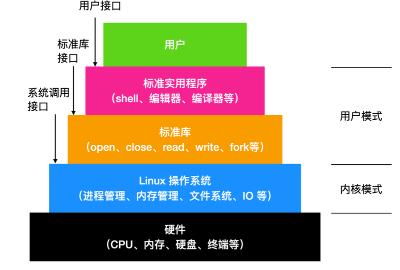 用户接口
标准库
接口
系统调用
接口
用户
标准实用程序
（shell、编辑器、编译器等）
标准库
（open、close、read、write、fork等）
Linux 操作系统
（进程管理、内存管理、文件系统、IO 等）
硬件
（CPU、内存、硬盘、终端等）
用户模式
内核模式